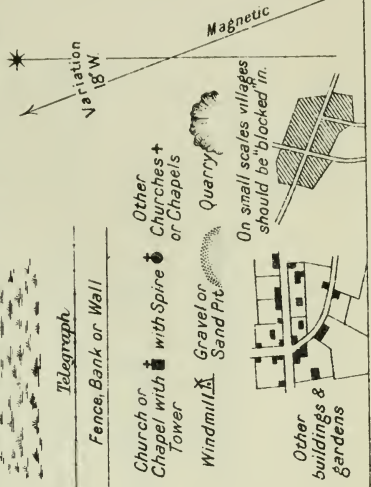 Magnetic
Variation
18° W.
Telegraph
Fence, Bank or Wall
Church or
Chapel with
Tower
with Spire
Other
Churches +
or Chapels
Windmill
Gravel or
Sand Pit
Quarry
On small scales villages
should be "blocked" in.
Other
buildings &
gardens